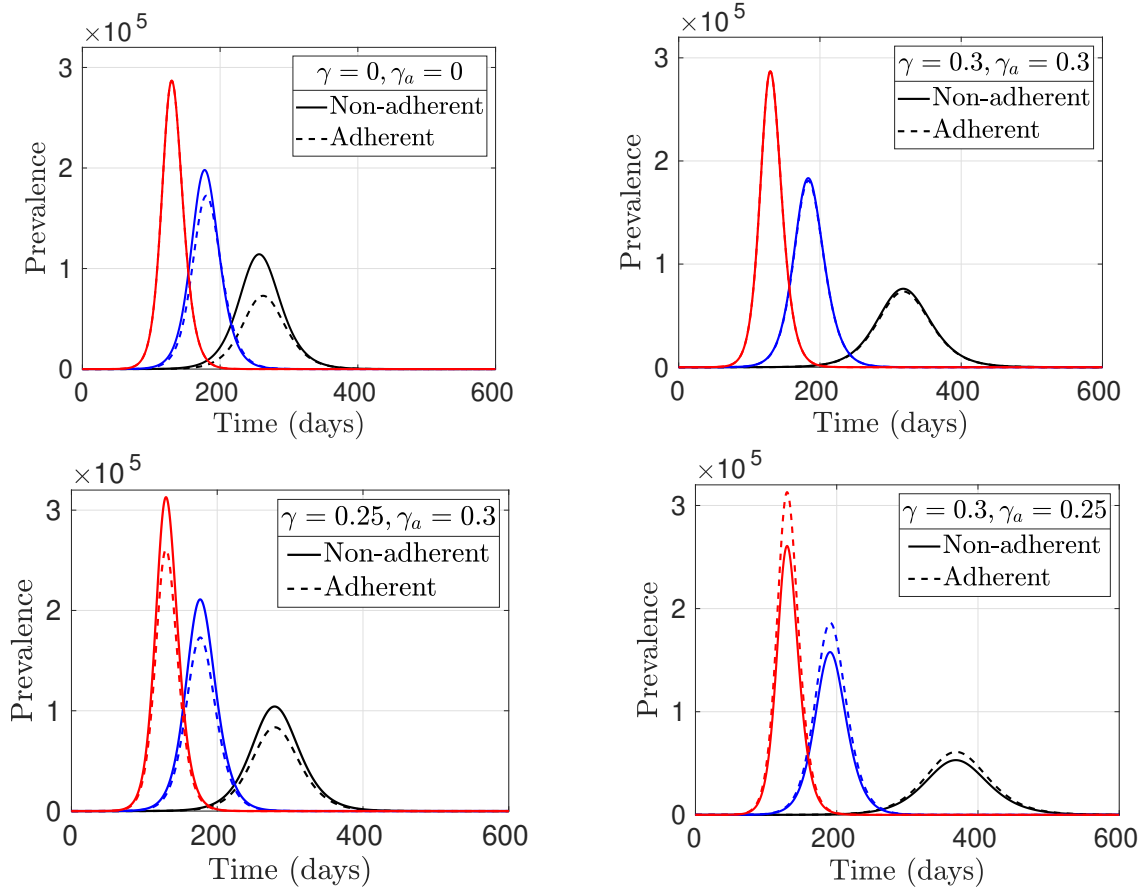 ×10 5
γ = 0, γa = 0
Non-adherent
Adherent
3
2
1
0
Prevalence
0 200 400 600
Time (days)
×10 5
γ = 0.3, γa = 0.3
Non-adherent
Adherent
3
2
1
0
Prevalence
0 200 400 600
Time (days)
×10 5
γ = 0.25, γa = 0.3
Non-adherent
Adherent
3
2
1
0
Prevalence
0 200 400 600
Time (days)
×10 5
γ = 0.3, γa = 0.25
Non-adherent
Adherent
3
2
1
0
Prevalence
0 200 400 600
Time (days)